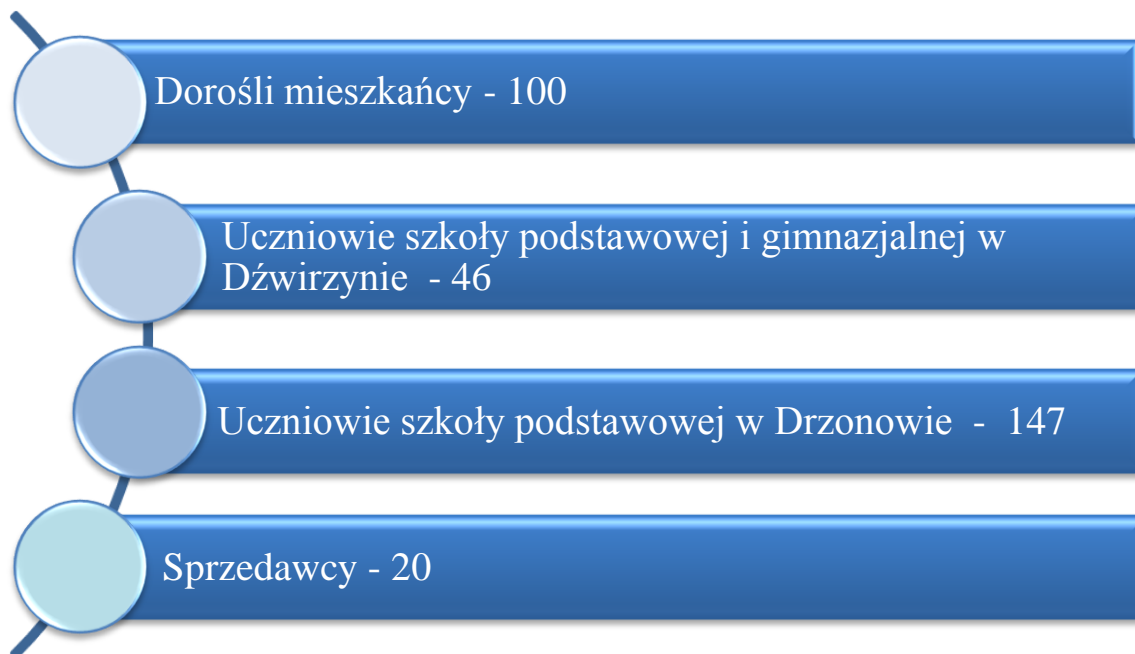 Dorośli mieszkańcy - 100
Uczniowie szkoły podstawowej i gimnazjalnej w
Dźwirzynie - 46
Uczniowie szkoły podstawowej w Drzonowie - 147
Sprzedawcy - 20